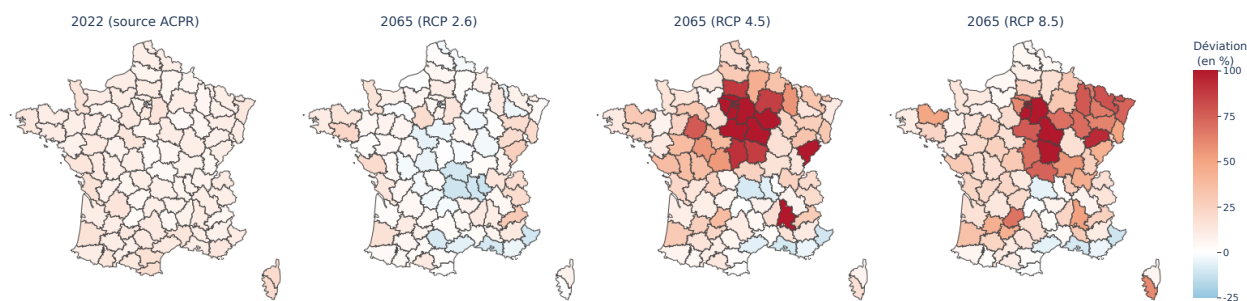 2022 (source ACPR)
2065 (RCP 2.6)
2065 (RCP 4.5)
2065 (RCP 8.5)
Déviation
(en %)
100
75
50
25
0
-25